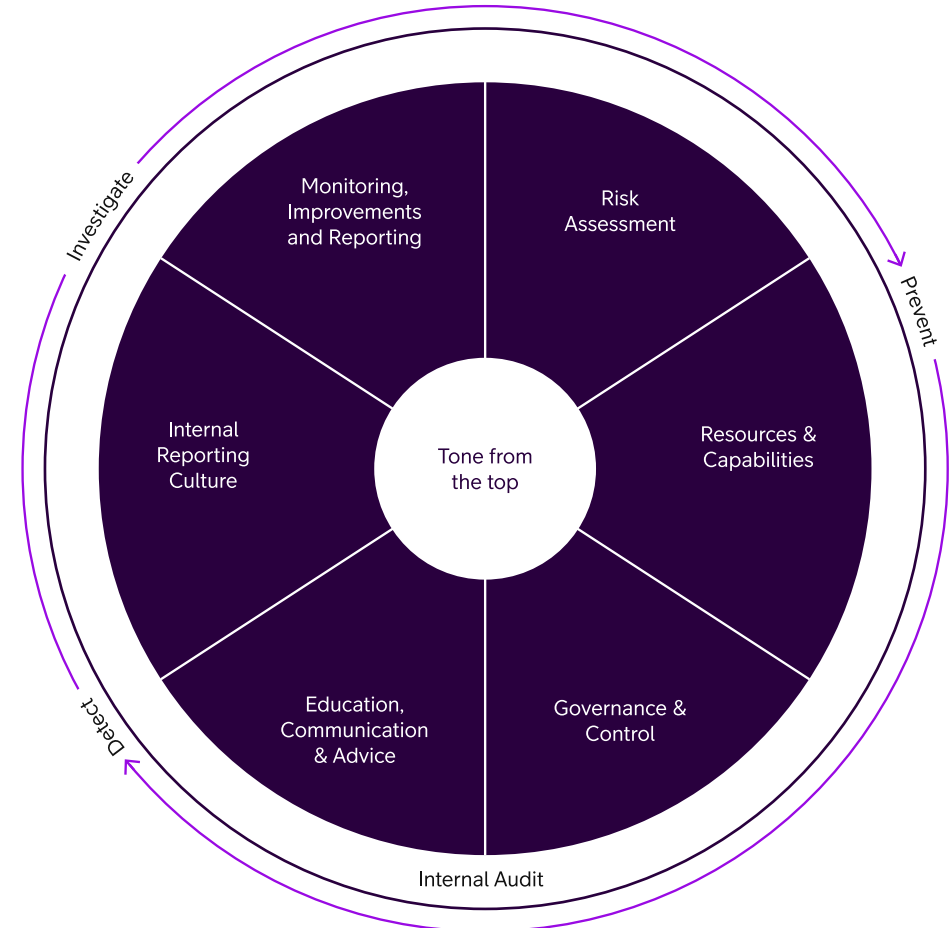 Investigate
Prevent
Detect
Monitoring,
Improvements
and Reporting
Risk
Assessment
Internal
Reporting
Culture
Tone from
the top
Resources &
Capabilities
Education,
Communication
& Advice
Governance &
Control
Internal Audit